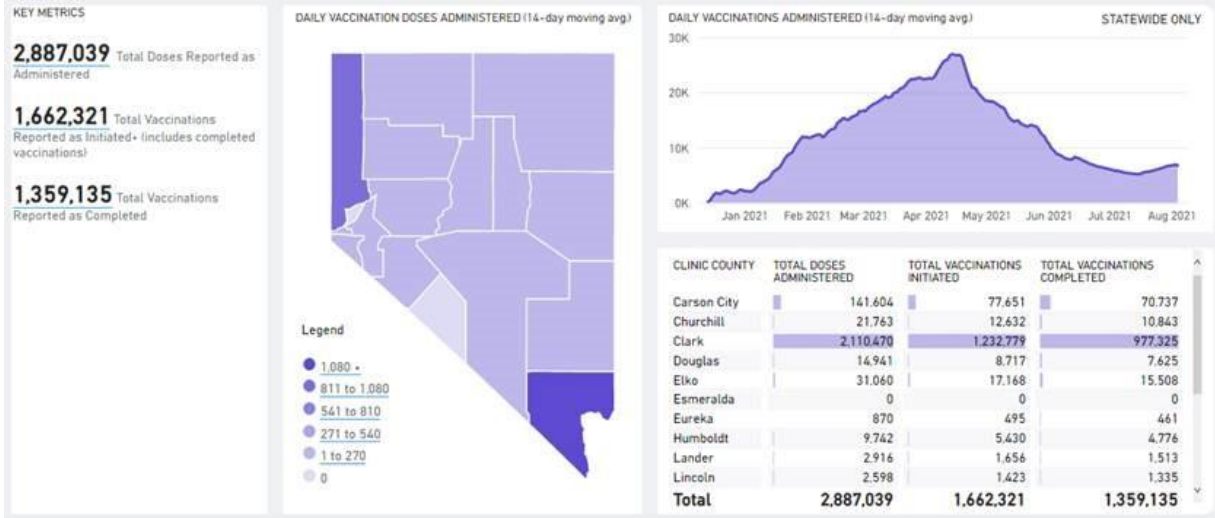 KEY METRICS
2,887,039 Total Doses Reported as
Administered
1,662,321 Total Vaccinations
Reported as Initiated+ (includes completed
vaccinations)
1,359,135 Total Vaccinations
Reported as Completed
DAILY VACCINATION DOSES ADMINISTERED (14-day moving avg.)
Legend
1,080 +
811 to 1,080
541 to 810
271 to 540
1 to 270
0
DAILY VACCINATIONS ADMINISTERED (14-day moving avg.) STATEWIDE ONLY
30K
20K
10K
0K
Jan 2021 Feb 2021 Mar 2021 Apr 2021 May 2021 Jun 2021 Jul 2021 Aug 2021
CLINIC COUNTY TOTAL DOSES TOTAL VACCINATIONS TOTAL VACCINATIONS
ADMINISTERED INITIATED COMPLETED
Carson City 141,604 77,651 70,737
Churchill 21,763 12,632 10,843
Clark 2,110,470 1,232,779 977,325
Douglas 14,941 8,717 7,625
Elko 31,060 17,168 15,508
Esmeralda 0 0 0
Eureka 870 495 461
Humboldt 9,742 5,430 4,776
Lander 2,916 1,656 1,513
Lincoln 2,598 1,423 1,335
Total 2,887,039 1,662,321 1,359,135